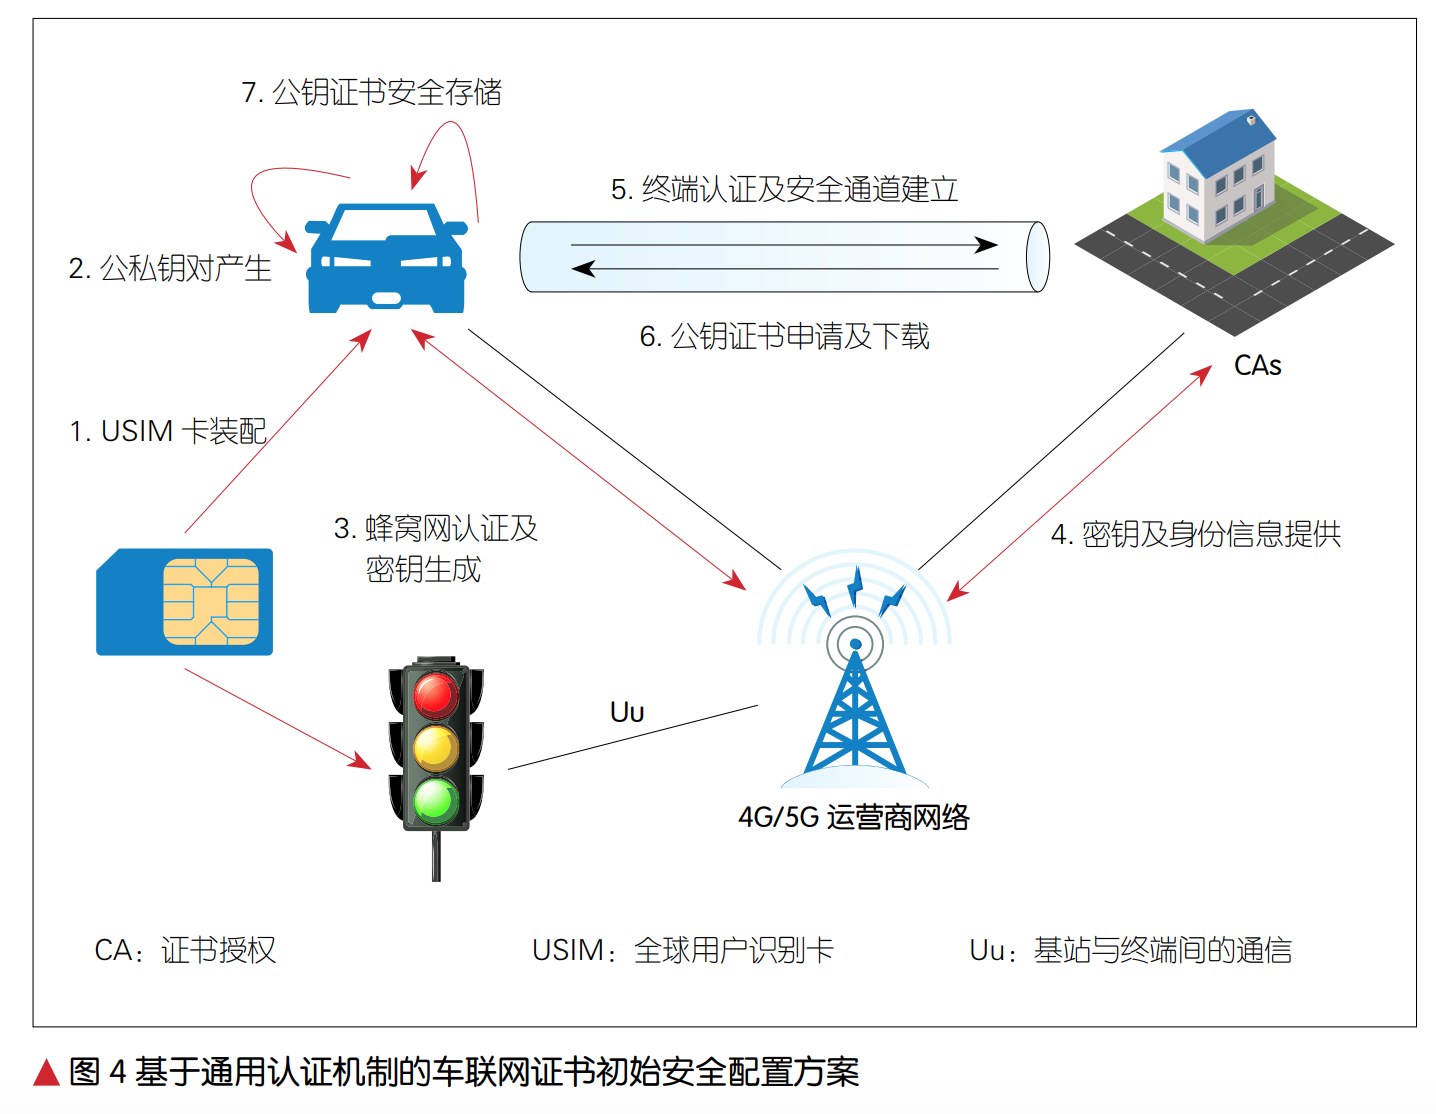 7. 公钥证书安全存储
5. 终端认证及安全通道建立
2. 公私钥对产生
6. 公钥证书申请及下载
CAs
1. USIM 卡装配
3. 蜂窝网认证及
密钥生成
4. 密钥及身份信息提供
Uu
4G/5G 运营商网络
CA：证书授权
USIM：全球用户识别卡
Uu：基站与终端间的通信
▲ 图 4 基于通用认证机制的车联网证书初始安全配置方案